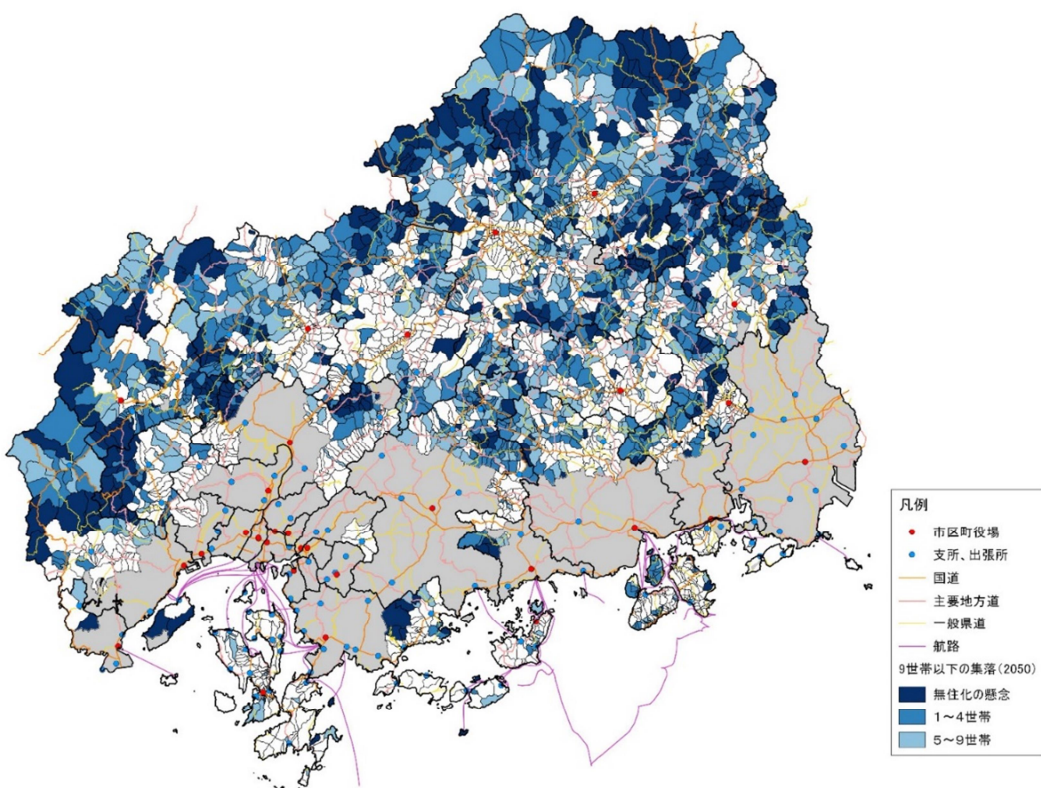 凡例
市区町役場
支所、出張所
国道
主要地方道
一般県道
航路
9世帯以下の集落(2050)
無住化の懸念
1~4世帯
5~9世帯